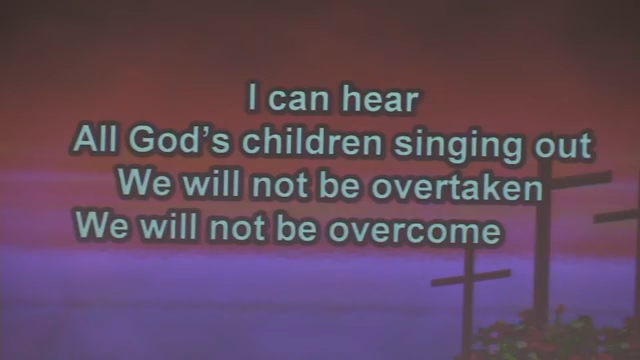 I can hear
All God's children singing out
We will not be overtaken
We will not be overcome